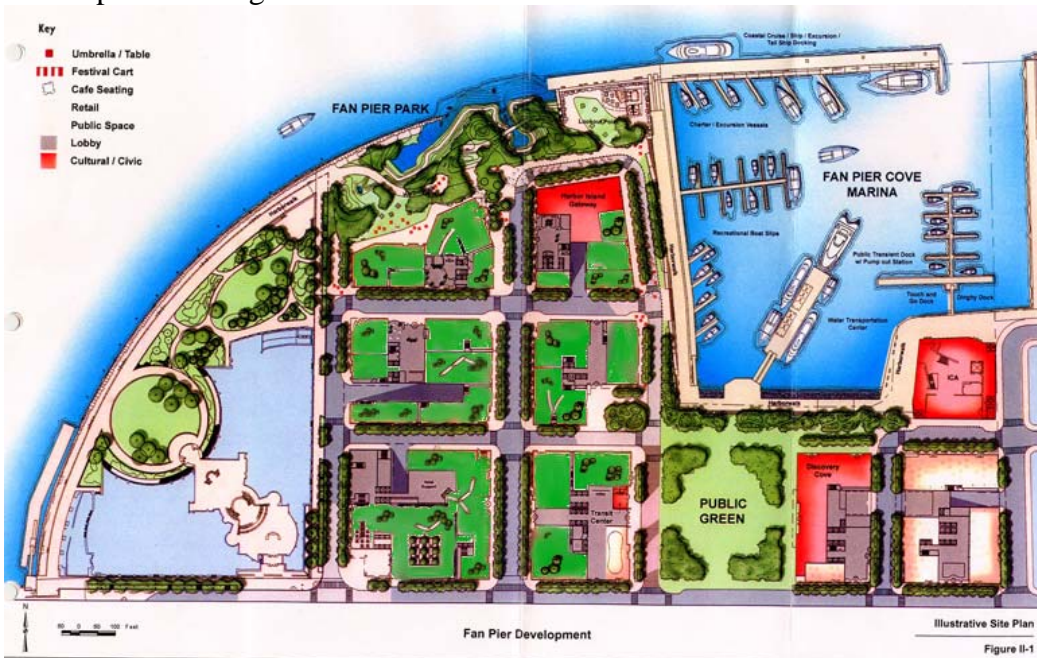 Key
Umbrella / Table
Festival Cart
Cafe Seating
Retail
Public Space
Lobby
Cultural / Civic
Coastal Cruise / Ship / Excursion /
Tall Ship Docking
FAN PIER PARK
Charter / Excursion Vessels
FAN PIER COVE
MARINA
Harborwalk
Harbor Island
Gateway
Harborwalk
Recreational Boat Slips
Public Transient Dock
w/ Pump out Station
Touch and
Go Dock
Dinghy Dock
Water Transportation
Center
Harborwalk
ICA
Harborwalk
Discovery
Cove
PUBLIC
GREEN
Transit
Center
N
Feet
Fan Pier Development
Illustrative Site Plan
Figure II-1